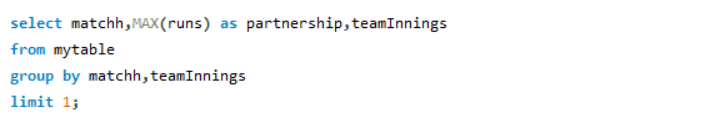 select matchh,MAX(runs) as partnership,teamInnings
from mytable
group by matchh,teamInnings
limit 1;